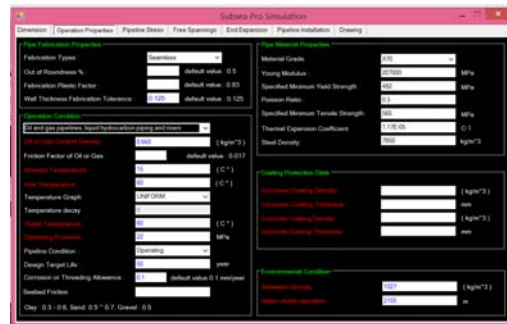 Subsea Pro Simulation
Dimension Operation Properties Pipeline Stress Free Spannings End Expansion Pipeline Installation Drawing
Pipe Fabrication Properties
Fabrication Types : Seamless
Out of Roundness % : default value 0.5
Fabrication Plastic Factor : default value 0.83
Wall Thickness Fabrication Tolerance : 0.125 default value 0.125
Operation Condition
Oil and gas pipelines, liquid hydrocarbon piping and risers
Oil or Gas Content Density : ( kg/m^3 )
Friction Factor of Oil or Gas default value : 0.017
Ambient Temperature : 15 ( C° )
Inlet Temperature : 60 ( C° )
Temperature Graph UNIFORM
Temperature decay
Outlet Temperature : 60 ( C° )
Operating Pressure : 22 MPa
Pipeline Condition : Operating
Design Target Life : year
Corrosion or Threading Allowence : 0.1 default value 0.1 mm/year
Seabed Friction
Clay : 0.3 - 0.6, Sand: 0.5 ~ 0.7, Gravel : 0.5
Pipe Material Properties
Material Grade: X70
Young Modulus : 207000 MPa
Specified Minimum Yield Strength : 482 MPa
Poisson Ratio : 0.3
Specified Minimum Tensile Strength: 565 MPa
Thermal Expansion Coefficient 1.17E-05 C-1
Steel Density: 7850 kg/m^3
Coating Protection Data
Corrosion Coating Density : ( kg/m^3 )
Corrosion Coating Thickness : mm
Concrete Coating Density : ( kg/m^3 )
Concrete Coating Thickness : mm
Environmental Condition
Seawater Density : 1027 ( kg/m^3 )
Water depth operation : 2165 m